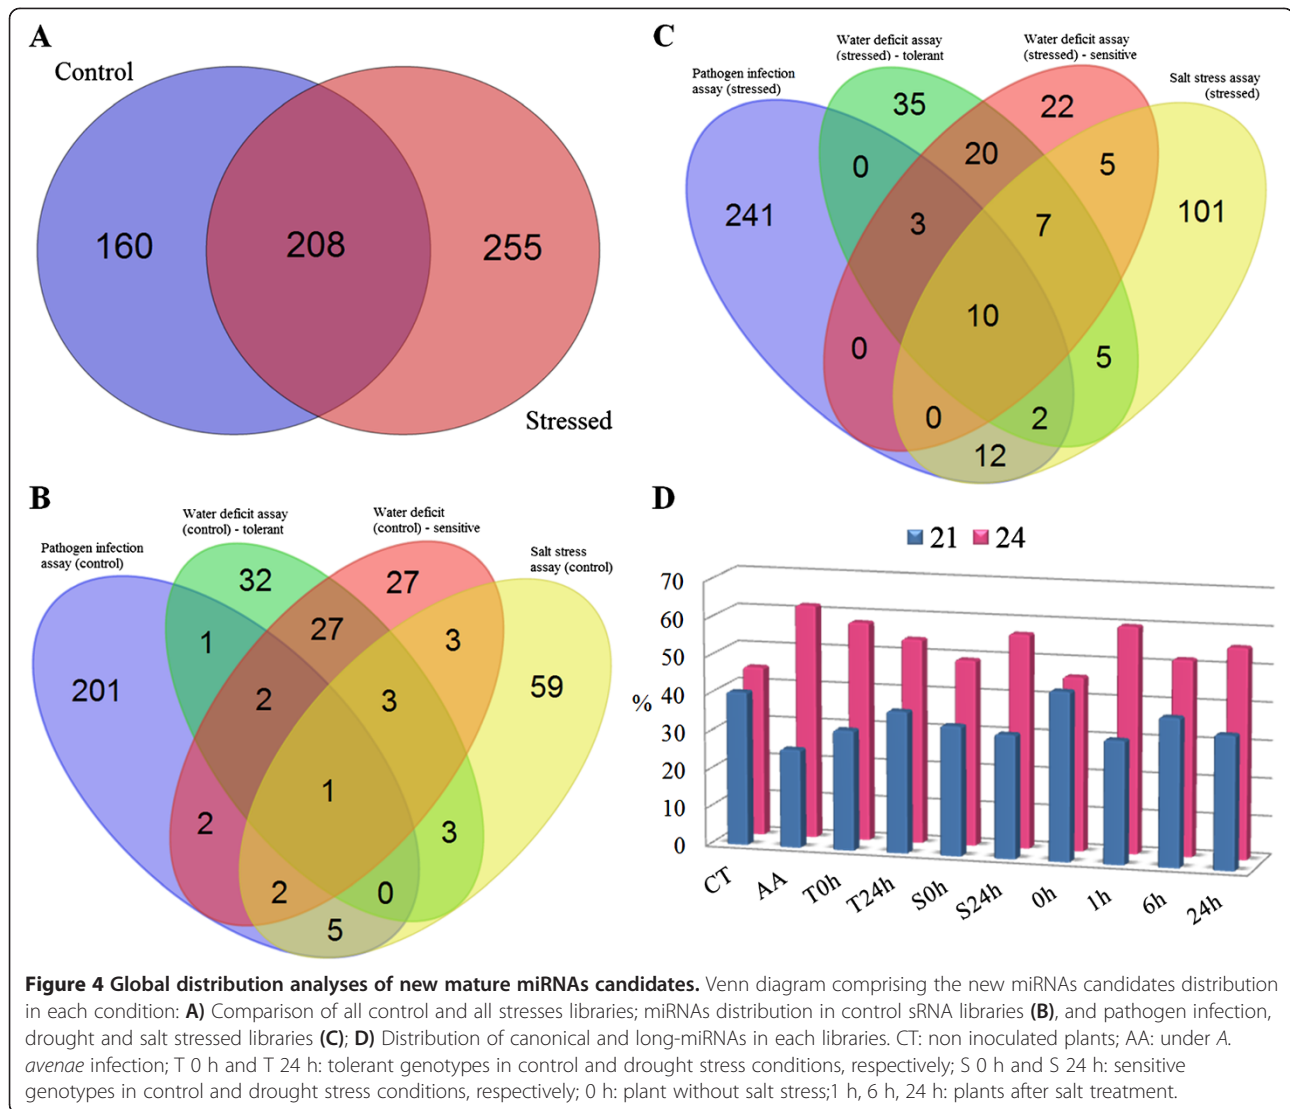 A
Control
160
208
255
Stressed
B
Water deficit assay
(control) - tolerant
Water deficit
(control) - sensitive
Pathogen infection
assay (control)
Salt stress
assay (control)
32
27
1
27
3
201
2
3
59
1
2
3
2
0
5
C
Water deficit assay
(stressed) - tolerant
Water deficit assay
(stressed) - sensitive
Pathogen infection
assay (stressed)
Salt stress assay
(stressed)
35
22
0
20
5
241
3
7
101
10
0
5
0
2
12
D
21 24
70
60
50
40
30
20
10
0
%
CT AA T0h T24h S0h S24h 0h 1h 6h 24h
Figure 4 Global distribution analyses of new mature miRNAs candidates. Venn diagram comprising the new miRNAs candidates distribution
in each condition: A) Comparison of all control and all stresses libraries; miRNAs distribution in control sRNA libraries (B), and pathogen infection,
drought and salt stressed libraries (C); D) Distribution of canonical and long-miRNAs in each libraries. CT: non inoculated plants; AA: under A.
avenae infection; T 0 h and T 24 h: tolerant genotypes in control and drought stress conditions, respectively; S 0 h and S 24 h: sensitive
genotypes in control and drought stress conditions, respectively; 0 h: plant without salt stress;1 h, 6 h, 24 h: plants after salt treatment.